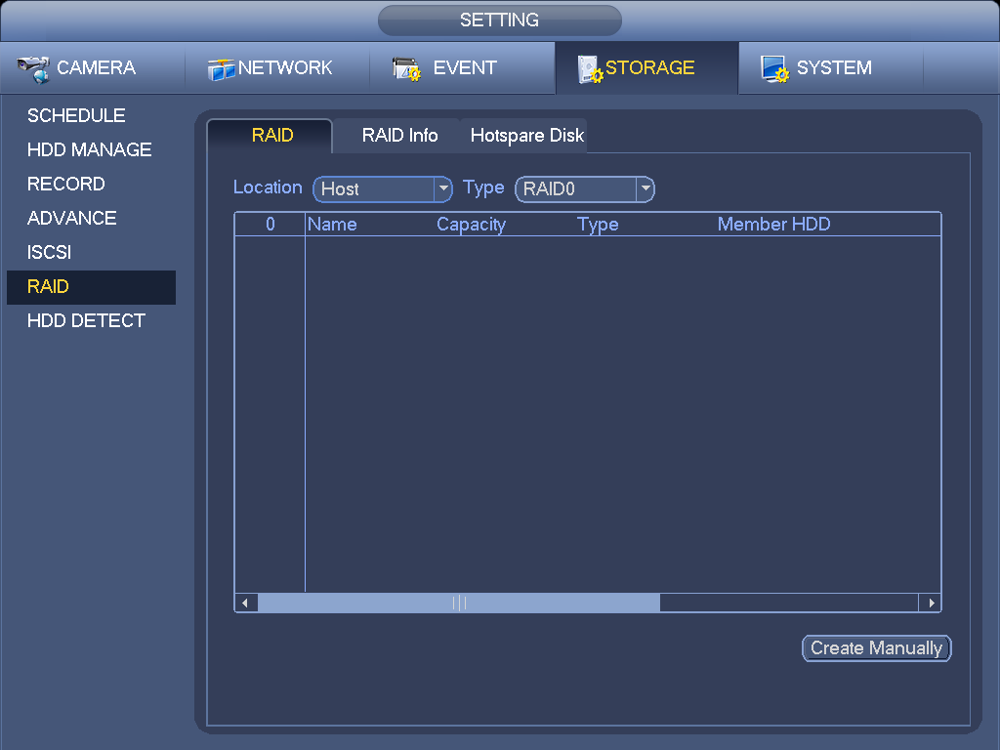 SETTING
CAMERA NETWORK EVENT STORAGE SYSTEM
SCHEDULE
HDD MANAGE
RECORD
ADVANCE
ISCSI
RAID
HDD DETECT
RAID RAID Info Hotspare Disk
Location Host Type RAID0
0 Name Capacity Type Member HDD
Create Manually